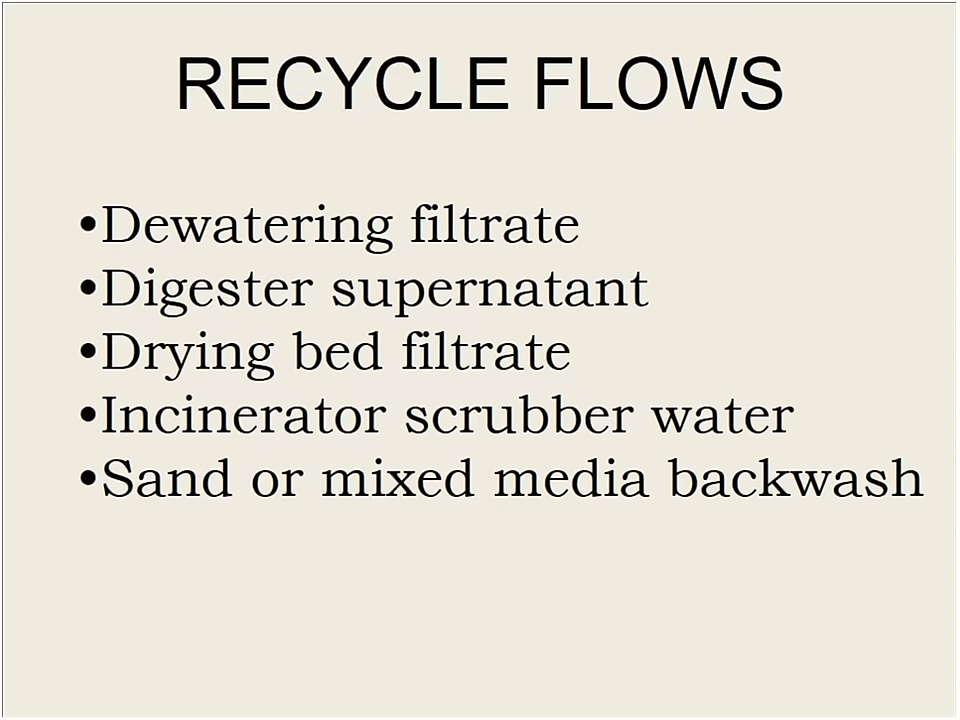 RECYCLE FLOWS
•Dewatering filtrate
•Digester supernatant
•Drying bed filtrate
•Incinerator scrubber water
•Sand or mixed media backwash